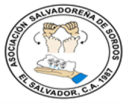 ASOCIACIÓN SALVADOREÑA DE SORDOS
EL SALVADOR, C.A. 1987